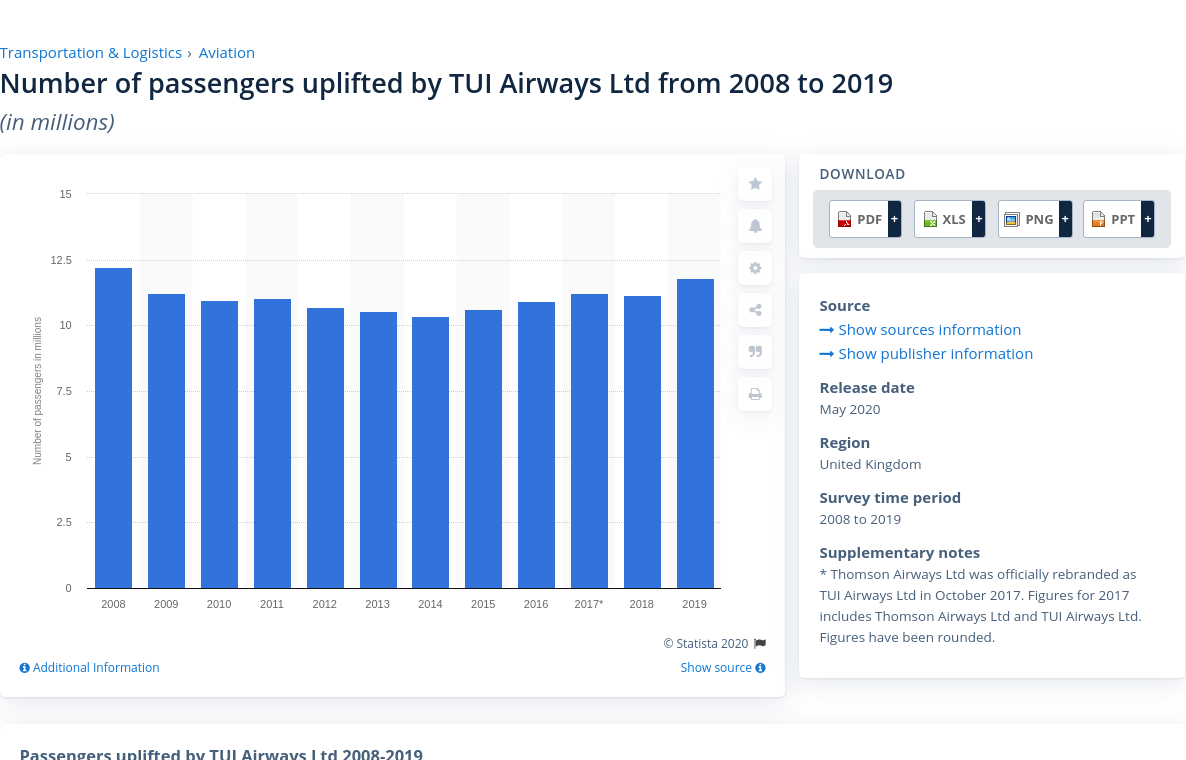 Transportation & Logistics › Aviation
Number of passengers uplifted by TUI Airways Ltd from 2008 to 2019
(in millions)
15
12.5
10
7.5
5
2.5
0
Number of passengers in millions
2008 2009 2010 2011 2012 2013 2014 2015 2016 2017* 2018 2019
© Statista 2020
Additional Information
Show source
DOWNLOAD
PDF + XLS + PNG + PPT +
Source
Show sources information
Show publisher information
Release date
May 2020
Region
United Kingdom
Survey time period
2008 to 2019
Supplementary notes
* Thomson Airways Ltd was officially rebranded as
TUI Airways Ltd in October 2017. Figures for 2017
includes Thomson Airways Ltd and TUI Airways Ltd.
Figures have been rounded.
Passengers uplifted by TUI Airways Ltd 2008-2019